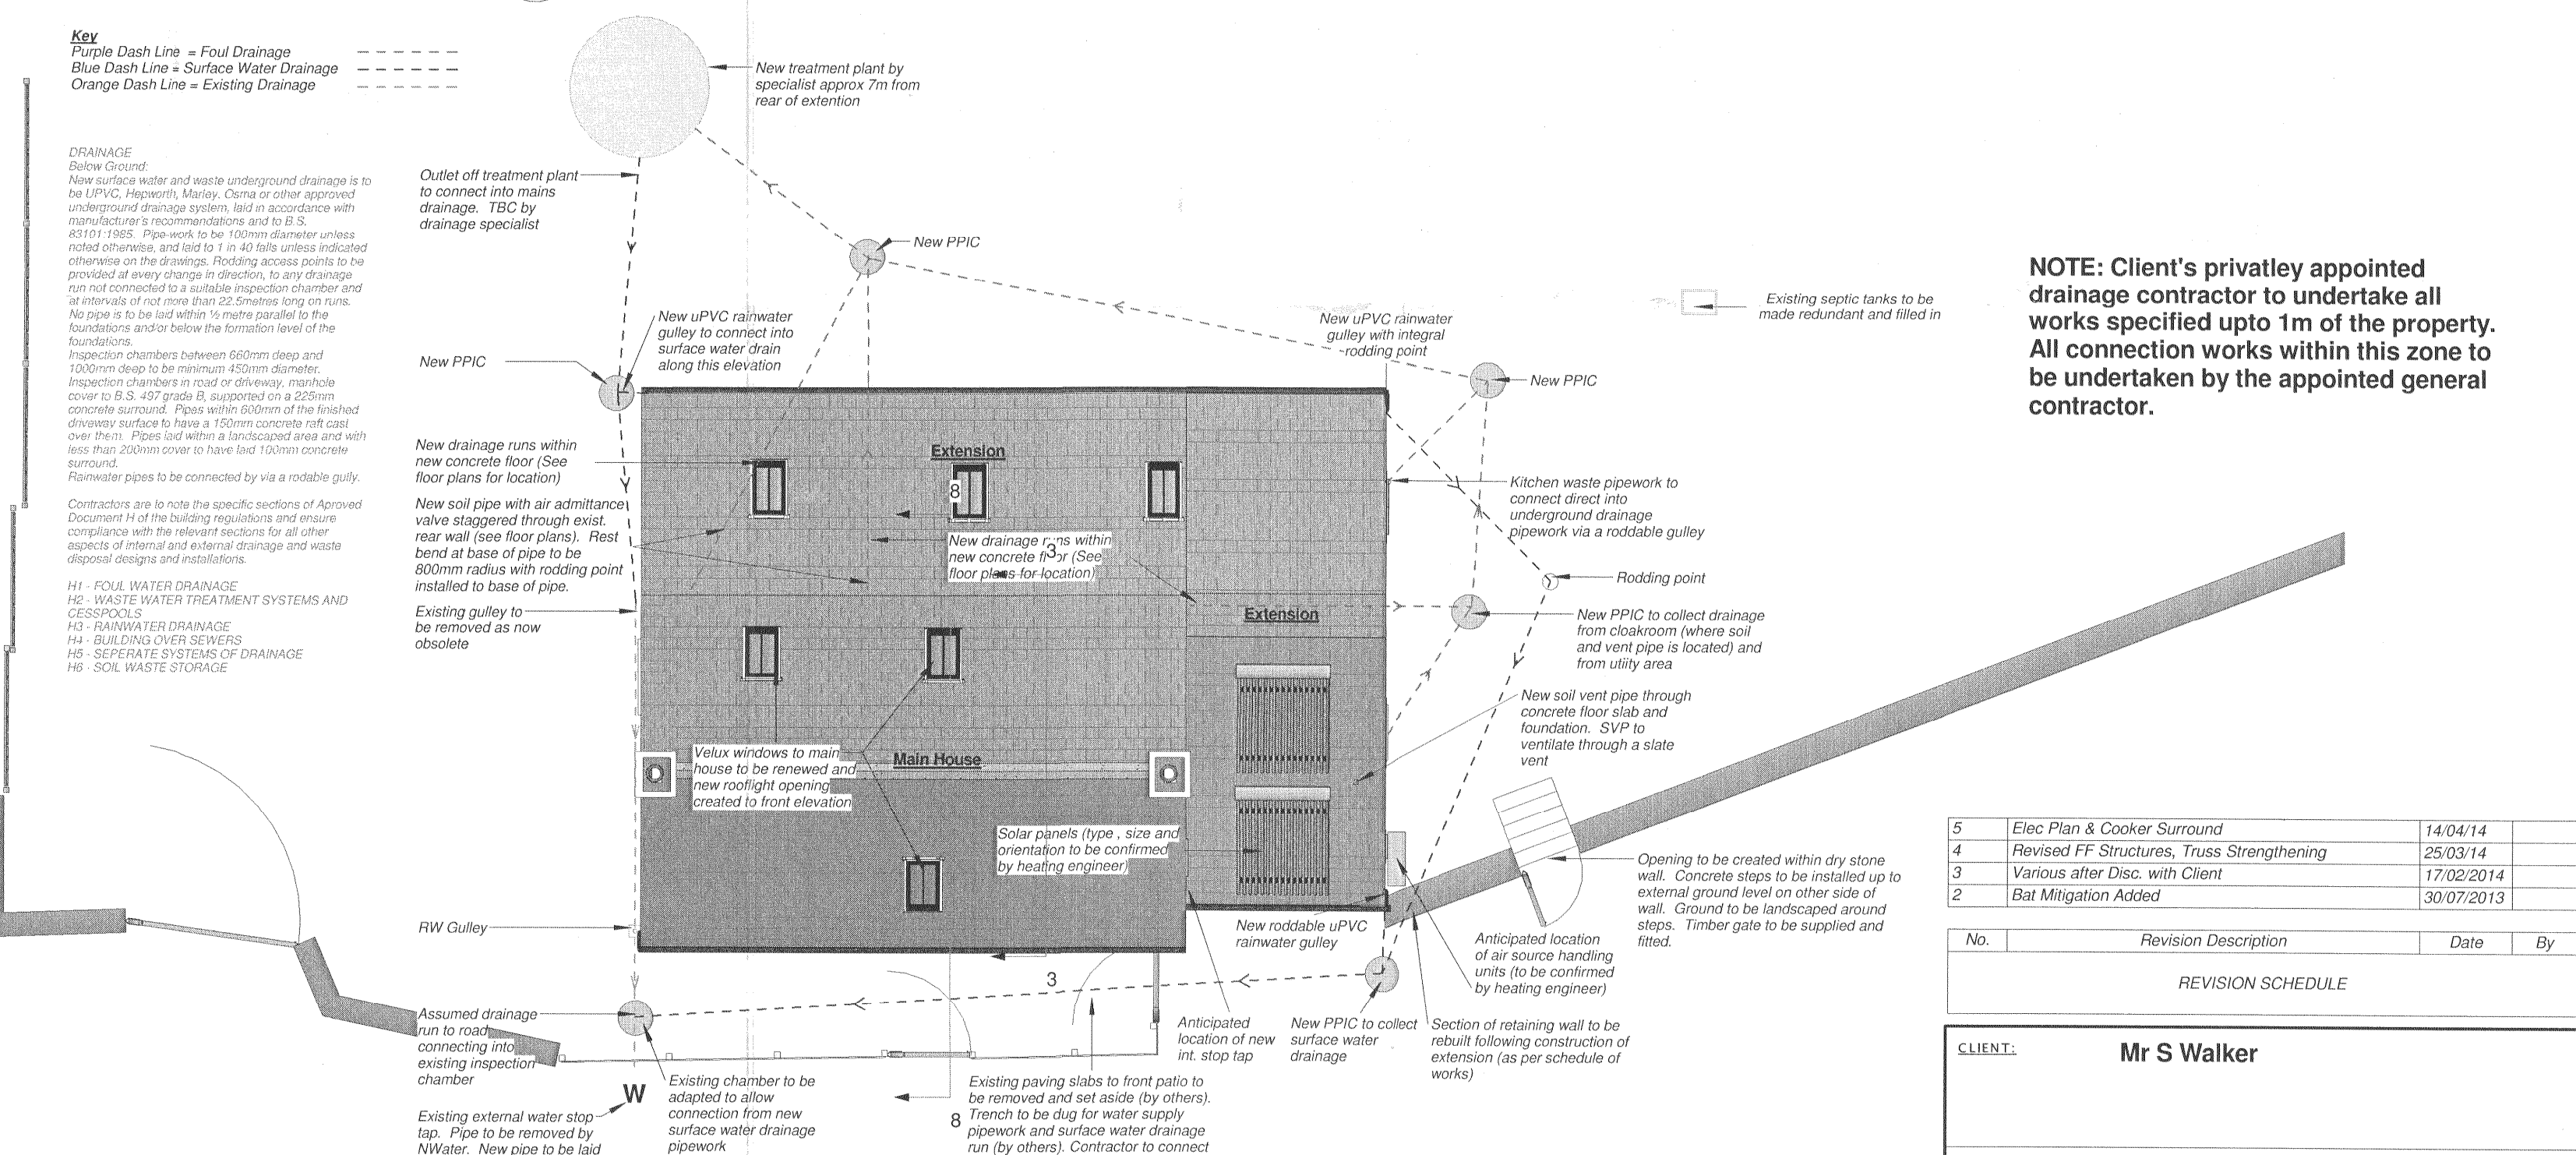 Key
Purple Dash Line = Foul Drainage
Blue Dash Line = Surface Water Drainage
Orange Dash Line = Existing Drainage
DRAINAGE
Below Ground:
New surface water and waste underground drainage is to
be UPVC, Hepworth, Marley, Osma or other approved
underground drainage system, laid in accordance with
manufacturer's recommendations and to B.S.
83101:1985. Pipe-work to be 100mm diameter unless
noted otherwise, and laid to 1 in 40 falls unless indicated
otherwise on the drawings. Rodding access points to be
provided at every change in direction, to any drainage
run not connected to a suitable inspection chamber and
at intervals of not more than 22.5metres long on runs.
No pipe is to be laid within ½ metre parallel to the
foundations and/or below the formation level of the
foundations.
Inspection chambers between 660mm deep and
1000mm deep to be minimum 450mm diameter.
Inspection chambers in road or driveway, manhole
cover to B.S. 497 grade B, supported on a 225mm
concrete surround. Pipes within 600mm of the finished
driveway surface to have a 150mm concrete raft cast
over them. Pipes laid within a landscaped area and with
less than 200mm cover to have laid 100mm concrete
surround.
Rainwater pipes to be connected by via a rodable gully.
Contractors are to note the specific sections of Aproved
Document H of the building regulations and ensure
compliance with the relevant sections for all other
aspects of internal and external drainage and waste
disposal designs and installations.
H1 - FOUL WATER DRAINAGE
H2 - WASTE WATER TREATMENT SYSTEMS AND
CESSPOOLS
H3 - RAINWATER DRAINAGE
H4 - BUILDING OVER SEWERS
H5 - SEPERATE SYSTEMS OF DRAINAGE
H6 - SOIL WASTE STORAGE
New treatment plant by
specialist approx 7m from
rear of extention
Outlet off treatment plant
to connect into mains
drainage. TBC by
drainage specialist
New PPIC
New uPVC rainwater
gulley to connect into
surface water drain
along this elevation
New PPIC
New uPVC rainwater
gulley with integral
rodding point
New PPIC
Existing septic tanks to be
made redundant and filled in
NOTE: Client's privatley appointed
drainage contractor to undertake all
works specified upto 1m of the property.
All connection works within this zone to
be undertaken by the appointed general
contractor.
New drainage runs within
new concrete floor (See
floor plans for location)
New soil pipe with air admittance
valve staggered through exist.
rear wall (see floor plans). Rest
bend at base of pipe to be
800mm radius with rodding point
installed to base of pipe.
Existing gulley to
be removed as now
obsolete
Extension
8
New drainage runs within
new concrete floor (See
floor plans for location)
3
Extension
Kitchen waste pipework to
connect direct into
underground drainage
pipework via a roddable gulley
Rodding point
New PPIC to collect drainage
from cloakroom (where soil
and vent pipe is located) and
from utiity area
New soil vent pipe through
concrete floor slab and
foundation. SVP to
ventilate through a slate
vent
Velux windows to main
house to be renewed and
new rooflight opening
created to front elevation
Main House
Solar panels (type , size and
orientation to be confirmed
by heating engineer)
Opening to be created within dry stone
wall. Concrete steps to be installed up to
external ground level on other side of
wall. Ground to be landscaped around
steps. Timber gate to be supplied and
fitted.
RW Gulley
New roddable uPVC
rainwater gulley
Anticipated location
of air source handling
units (to be confirmed
by heating engineer)
3
Assumed drainage
run to road
connecting into
existing inspection
chamber
Anticipated
location of new
int. stop tap
New PPIC to collect
surface water
drainage
Section of retaining wall to be
rebuilt following construction of
extension (as per schedule of
works)
W
Existing external water stop
tap. Pipe to be removed by
NWater. New pipe to be laid
Existing chamber to be
adapted to allow
connection from new
surface water drainage
pipework
8
Existing paving slabs to front patio to
be removed and set aside (by others).
Trench to be dug for water supply
pipework and surface water drainage
run (by others). Contractor to connect
5 Elec Plan & Cooker Surround 14/04/14
4 Revised FF Structures, Truss Strengthening 25/03/14
3 Various after Disc. with Client 17/02/2014
2 Bat Mitigation Added 30/07/2013
No. Revision Description Date By
REVISION SCHEDULE
CLIENT: Mr S Walker